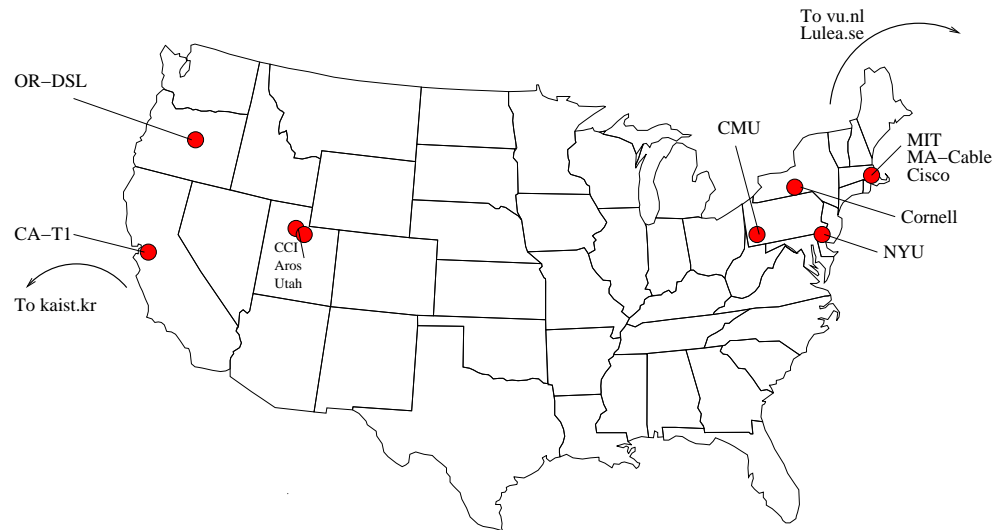 To vu.nl
Lulea.se
OR−DSL
CMU
MIT
MA−Cable
Cisco
Cornell
CA−T1
NYU
CCI
Aros
Utah
To kaist.kr